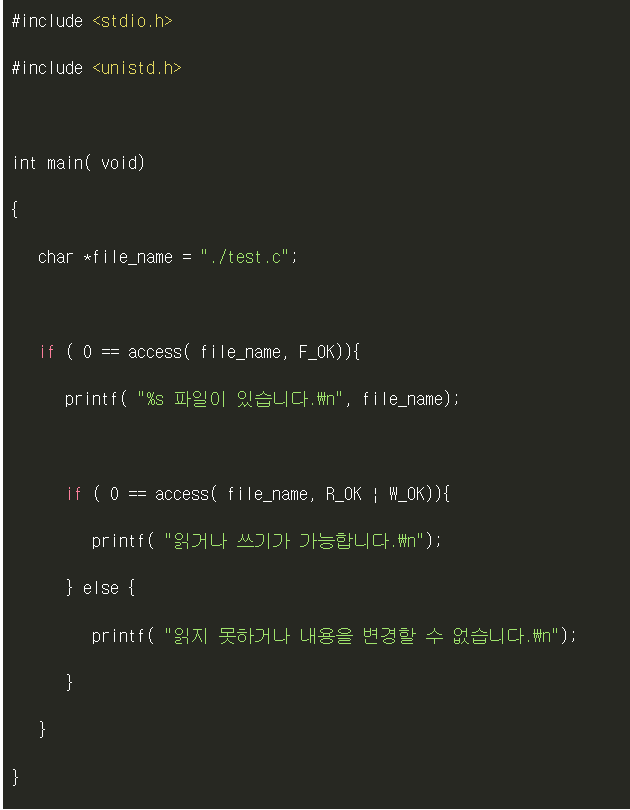 #include <stdio.h>
#include <unistd.h>
int main( void)
{
char *file_name = "./test.c";
if ( 0 == access( file_name, F_OK)){
printf( "%s 파일이 있습니다.₩n", file_name);
if ( 0 == access( file_name, R_OK ¦ W_OK)){
printf( "읽거나 쓰기가 가능합니다.₩n");
} else {
printf( "읽지 못하거나 내용을 변경할 수 없습니다.₩n");
}
}
}